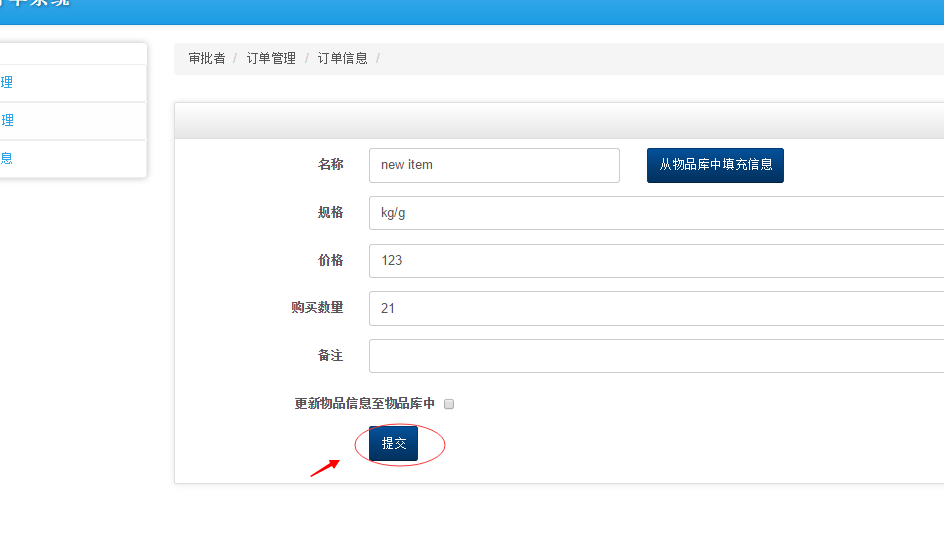 理
理
息
审批者 / 订单管理 / 订单信息 /
名称 new item 从物品库中填充信息
规格 kg/g
价格 123
购买数量 21
备注
更新物品信息至物品库中
提交